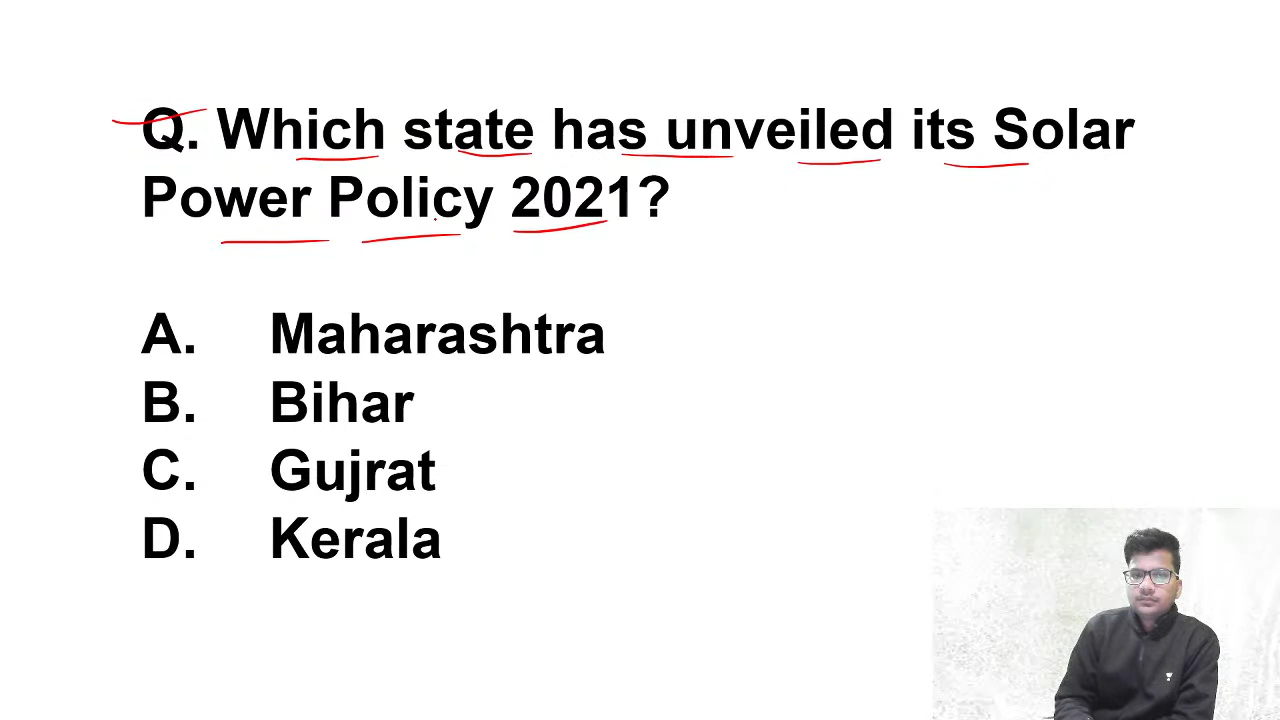 Q. Which state has unveiled its Solar
Power Policy 2021?
A. Maharashtra
B. Bihar
C. Gujrat
D. Kerala